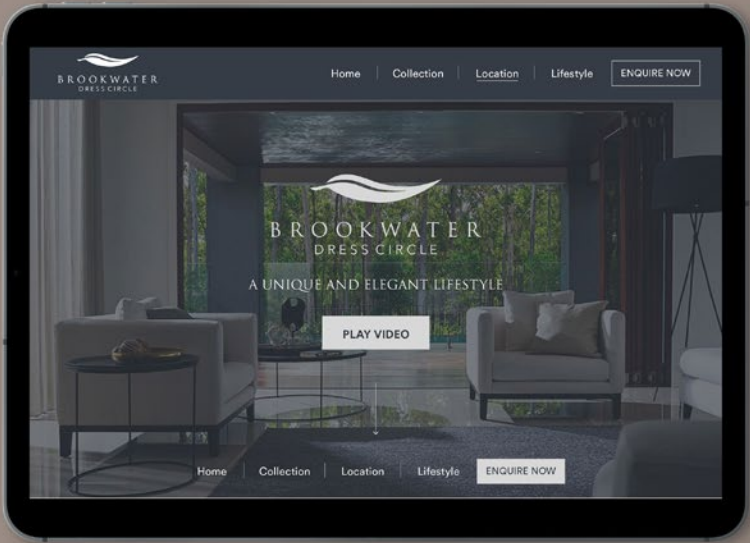 BROOKWATER
DRESS CIRCLE
Home Collection Location Lifestyle ENQUIRE NOW
BROOKWATER
DRESS CIRCLE
A UNIQUE AND ELEGANT LIFESTYLE
PLAY VIDEO
Home Collection Location Lifestyle ENQUIRE NOW